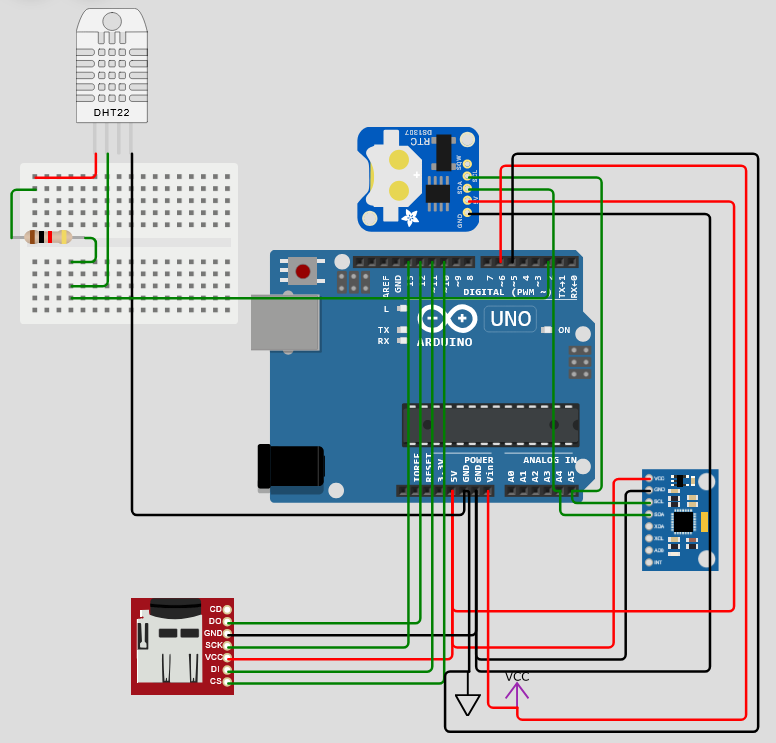 DHT22
RTC
DS1307
SQW
SCL
SDA
5V
GND
AREF
GND
13
12
~11
~10
~9
8
7
~6
~5
4
~3
2
TX→1
RX←0
DIGITAL (PWM ~)
L
TX
RX
UNO
ON
ARDUINO
POWER
ANALOG IN
IOREF
RESET
3.3V
5V
GND
GND
Vin
A0
A1
A2
A3
A4
A5
VCC
GND
SCL
SDA
XDA
XCL
AD0
INT
CD
DO
GND
SCK
VCC
DI
CS
VCC